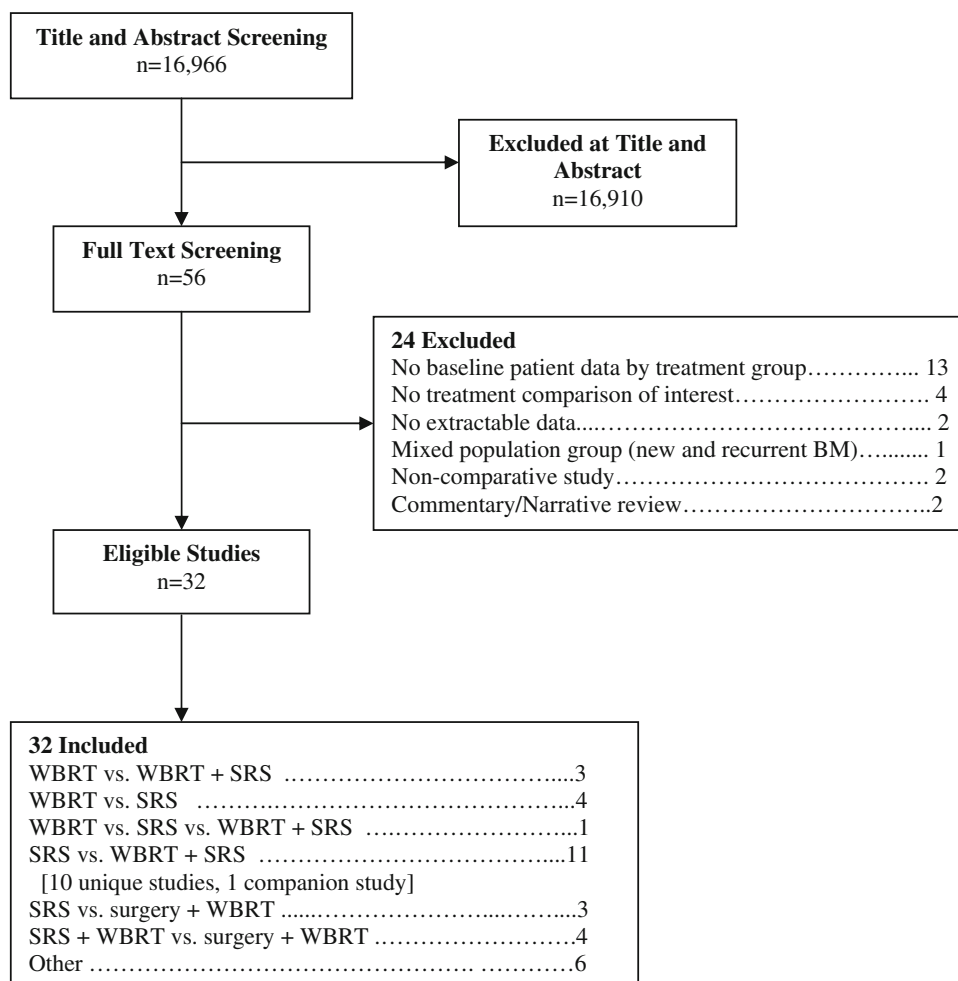 Title and Abstract Screening
n=16,966
Excluded at Title and
Abstract
n=16,910
Full Text Screening
n=56
24 Excluded
No baseline patient data by treatment group…………... 13
No treatment comparison of interest……………………. 4
No extractable data...…………………………………….... 2
Mixed population group (new and recurrent BM)…........ 1
Non-comparative study…………………………………. 2
Commentary/Narrative review…………………………..2
Eligible Studies
n=32
32 Included
WBRT vs. WBRT + SRS ……………………………….....3
WBRT vs. SRS ……..………………………………….....4
WBRT vs. SRS vs. WBRT + SRS ….…………………...1
SRS vs. WBRT + SRS …………………………………....11
[10 unique studies, 1 companion study]
SRS vs. surgery + WBRT ......…………………....……...3
SRS + WBRT vs. surgery + WBRT ...…………………...4
Other ………………………………………… …………...6